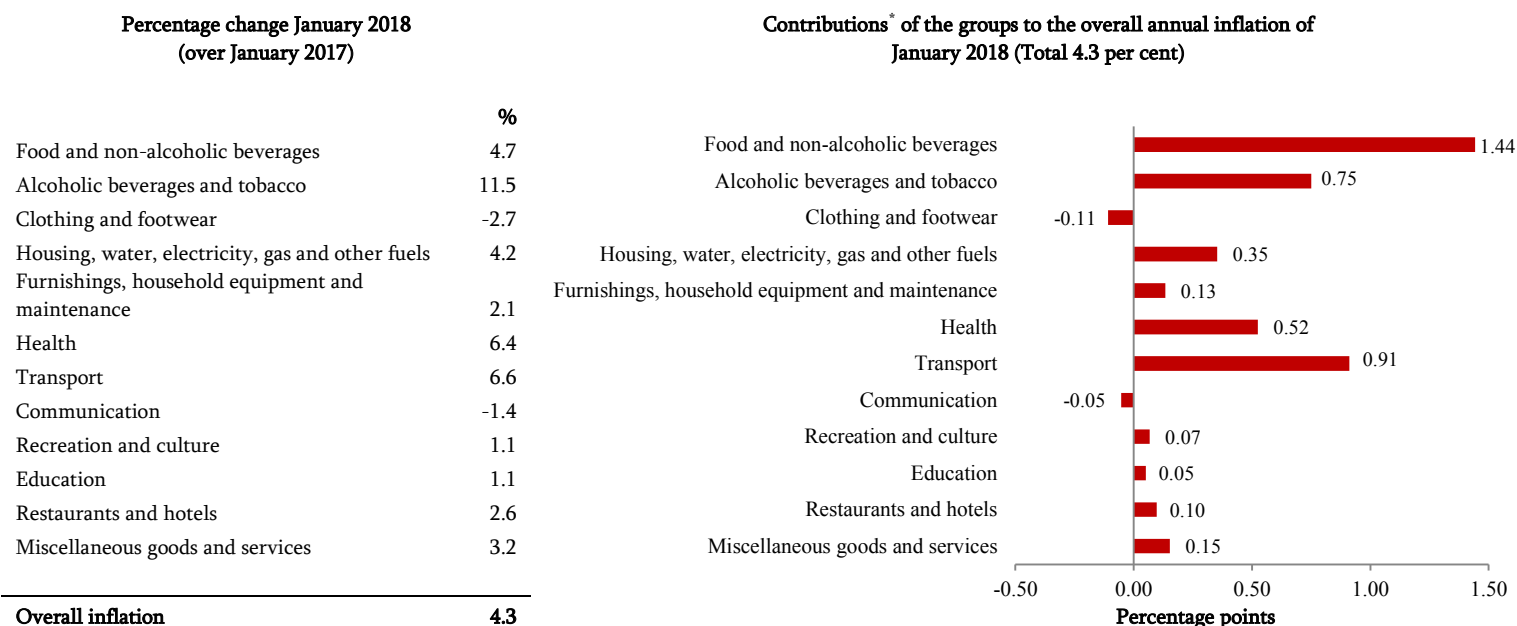 Percentage change January 2018
(over January 2017)
%
Food and non-alcoholic beverages 4.7
Alcoholic beverages and tobacco 11.5
Clothing and footwear -2.7
Housing, water, electricity, gas and other fuels 4.2
Furnishings, household equipment and
maintenance 2.1
Health 6.4
Transport 6.6
Communication -1.4
Recreation and culture 1.1
Education 1.1
Restaurants and hotels 2.6
Miscellaneous goods and services 3.2
Overall inflation 4.3
Contributions* of the groups to the overall annual inflation of
January 2018 (Total 4.3 per cent)
Food and non-alcoholic beverages 1.44
Alcoholic beverages and tobacco 0.75
Clothing and footwear -0.11
Housing, water, electricity, gas and other fuels 0.35
Furnishings, household equipment and maintenance 0.13
Health 0.52
Transport 0.91
Communication -0.05
Recreation and culture 0.07
Education 0.05
Restaurants and hotels 0.10
Miscellaneous goods and services 0.15
-0.50 0.00 0.50 1.00 1.50
Percentage points